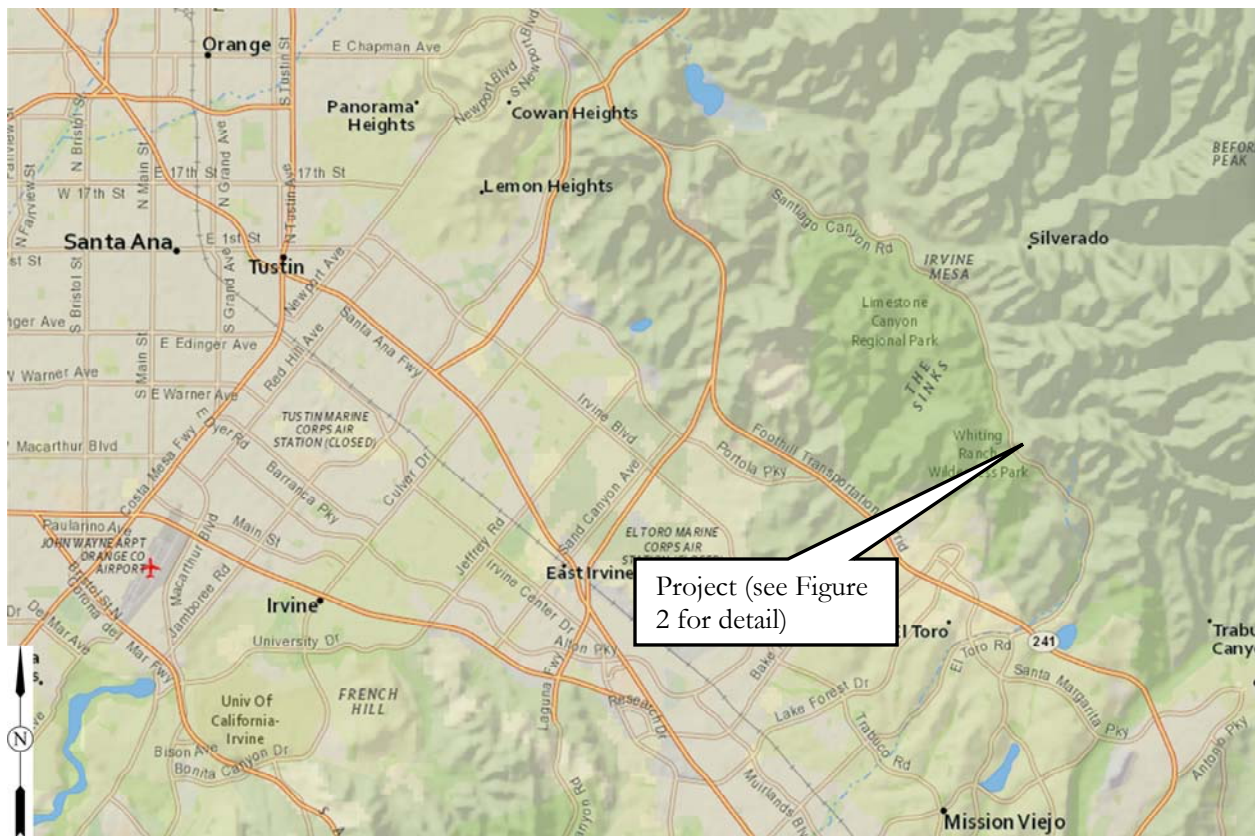 Orange
E Chapman Ave
S Tustin St
Newport Blvd
S Newport Blvd
Panorama
Heights
Cowan Heights
Lemon Heights
N Fairview St
N Bristol St
N Main St
N Grand Ave
E 17th St
17th St
W 17th St
N Tustin Ave
Santa Ana
E 1st St
Tustin
Newport Ave
S Bristol St
S Grand Ave
E Edinger Ave
Red Hill Ave
Santa Ana Fwy
W Warner Ave
S Main St
E Warner Ave
E Dyer Rd
TUSTIN MARINE
CORPS AIR
STATION (CLOSED)
Macarthur Blvd
Costa Mesa Fwy
Barranca Pky
Culver Dr
Irvine Blvd
Portola Pky
Foothill Transportation
Santiago Canyon Rd
IRVINE
MESA
Silverado
PEAK
Limestone
Canyon
Regional Park
THE
SINKS
Whiting
Ranch
Wilderness Park
Paularino Ave
JOHN WAYNE ARPT
ORANGE CO
AIRPORT
Macarthur Blvd
Main St
Jamboree Rd
Jeffrey Rd
Sand Canyon Ave
EL TORO MARINE
CORPS AIR
East Irvine
Irvine Center Dr
Project (see Figure
2 for detail)
Bristol St N
Corona del Mar Fwy
Del Mar Ave
Irvine
University Dr
Alton Pky
El Toro
El Toro Rd
241
Santa Margarita Pky
Antonio Pky
Univ Of
California-
Irvine
FRENCH
HILL
Laguna Fwy
Research Dr
Bake
Lake Forest Dr
Trabuco Rd
Bison Ave
Bonita Canyon Dr
Canyon Rd
Muirlands Blv
Mission Viejo
N